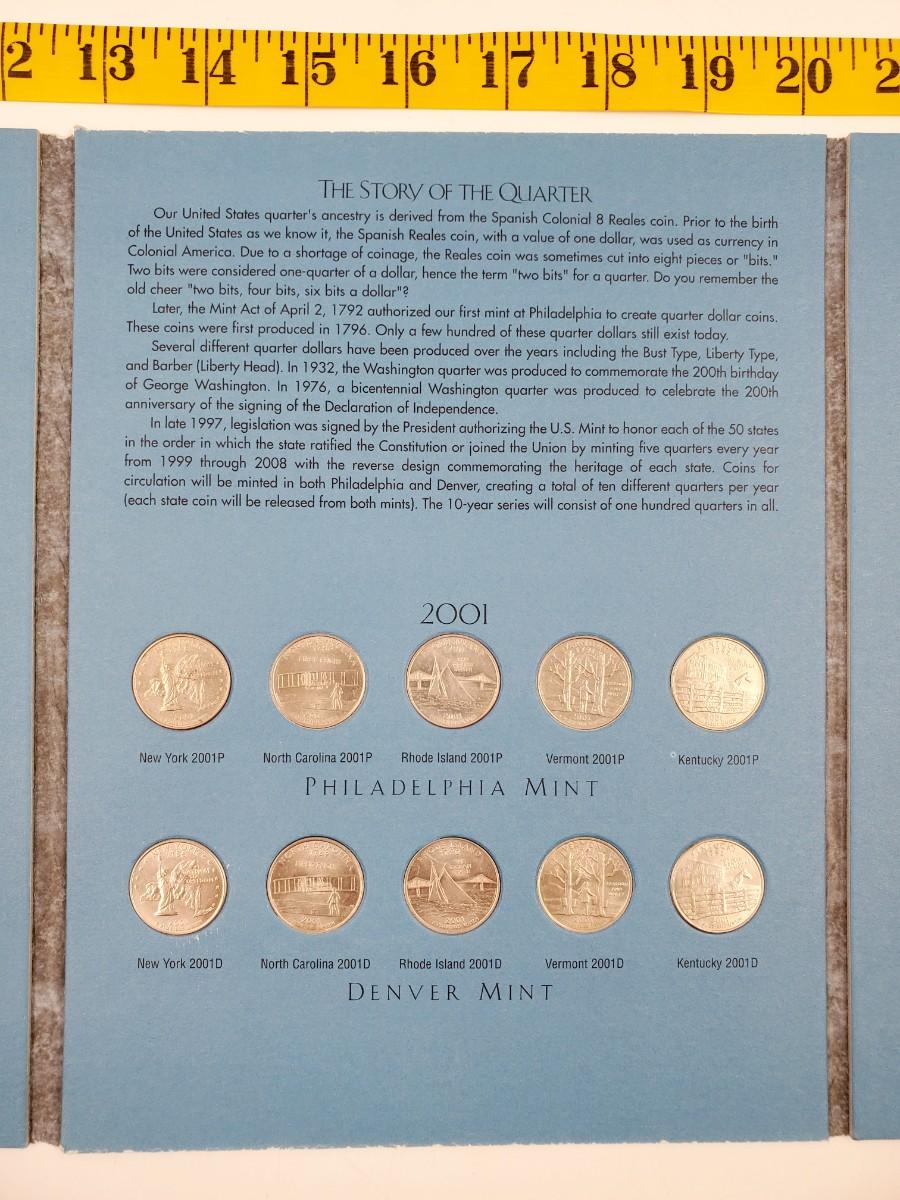 2 13 14 15 16 17 18 19 20 2
THE STORY OF THE QUARTER
Our United States quarter's ancestry is derived from the Spanish Colonial 8 Reales coin. Prior to the birth
of the United States as we know it, the Spanish Reales coin, with a value of one dollar, was used as currency in
Colonial America. Due to a shortage of coinage, the Reales coin was sometimes cut into eight pieces or "bits."
Two bits were considered one-quarter of a dollar, hence the term "two bits" for a quarter. Do you remember the
old cheer "two bits, four bits, six bits a dollar"?
Later, the Mint Act of April 2, 1792 authorized our first mint at Philadelphia to create quarter dollar coins.
These coins were first produced in 1796. Only a few hundred of these quarter dollars still exist today.
Several different quarter dollars have been produced over the years including the Bust Type, Liberty Type,
and Barber (Liberty Head). In 1932, the Washington quarter was produced to commemorate the 200th birthday
of George Washington. In 1976, a bicentennial Washington quarter was produced to celebrate the 200th
anniversary of the signing of the Declaration of Independence.
In late 1997, legislation was signed by the President authorizing the U.S. Mint to honor each of the 50 states
in the order in which the state ratified the Constitution or joined the Union by minting five quarters every year
from 1999 through 2008 with the reverse design commemorating the heritage of each state. Coins for
circulation will be minted in both Philadelphia and Denver, creating a total of ten different quarters per year
(each state coin will be released from both mints). The 10-year series will consist of one hundred quarters in all.
2001
New York 2001P North Carolina 2001P Rhode Island 2001P Vermont 2001P Kentucky 2001P
PHILADELPHIA MINT
New York 2001D North Carolina 2001D Rhode Island 2001D Vermont 2001D Kentucky 2001D
DENVER MINT